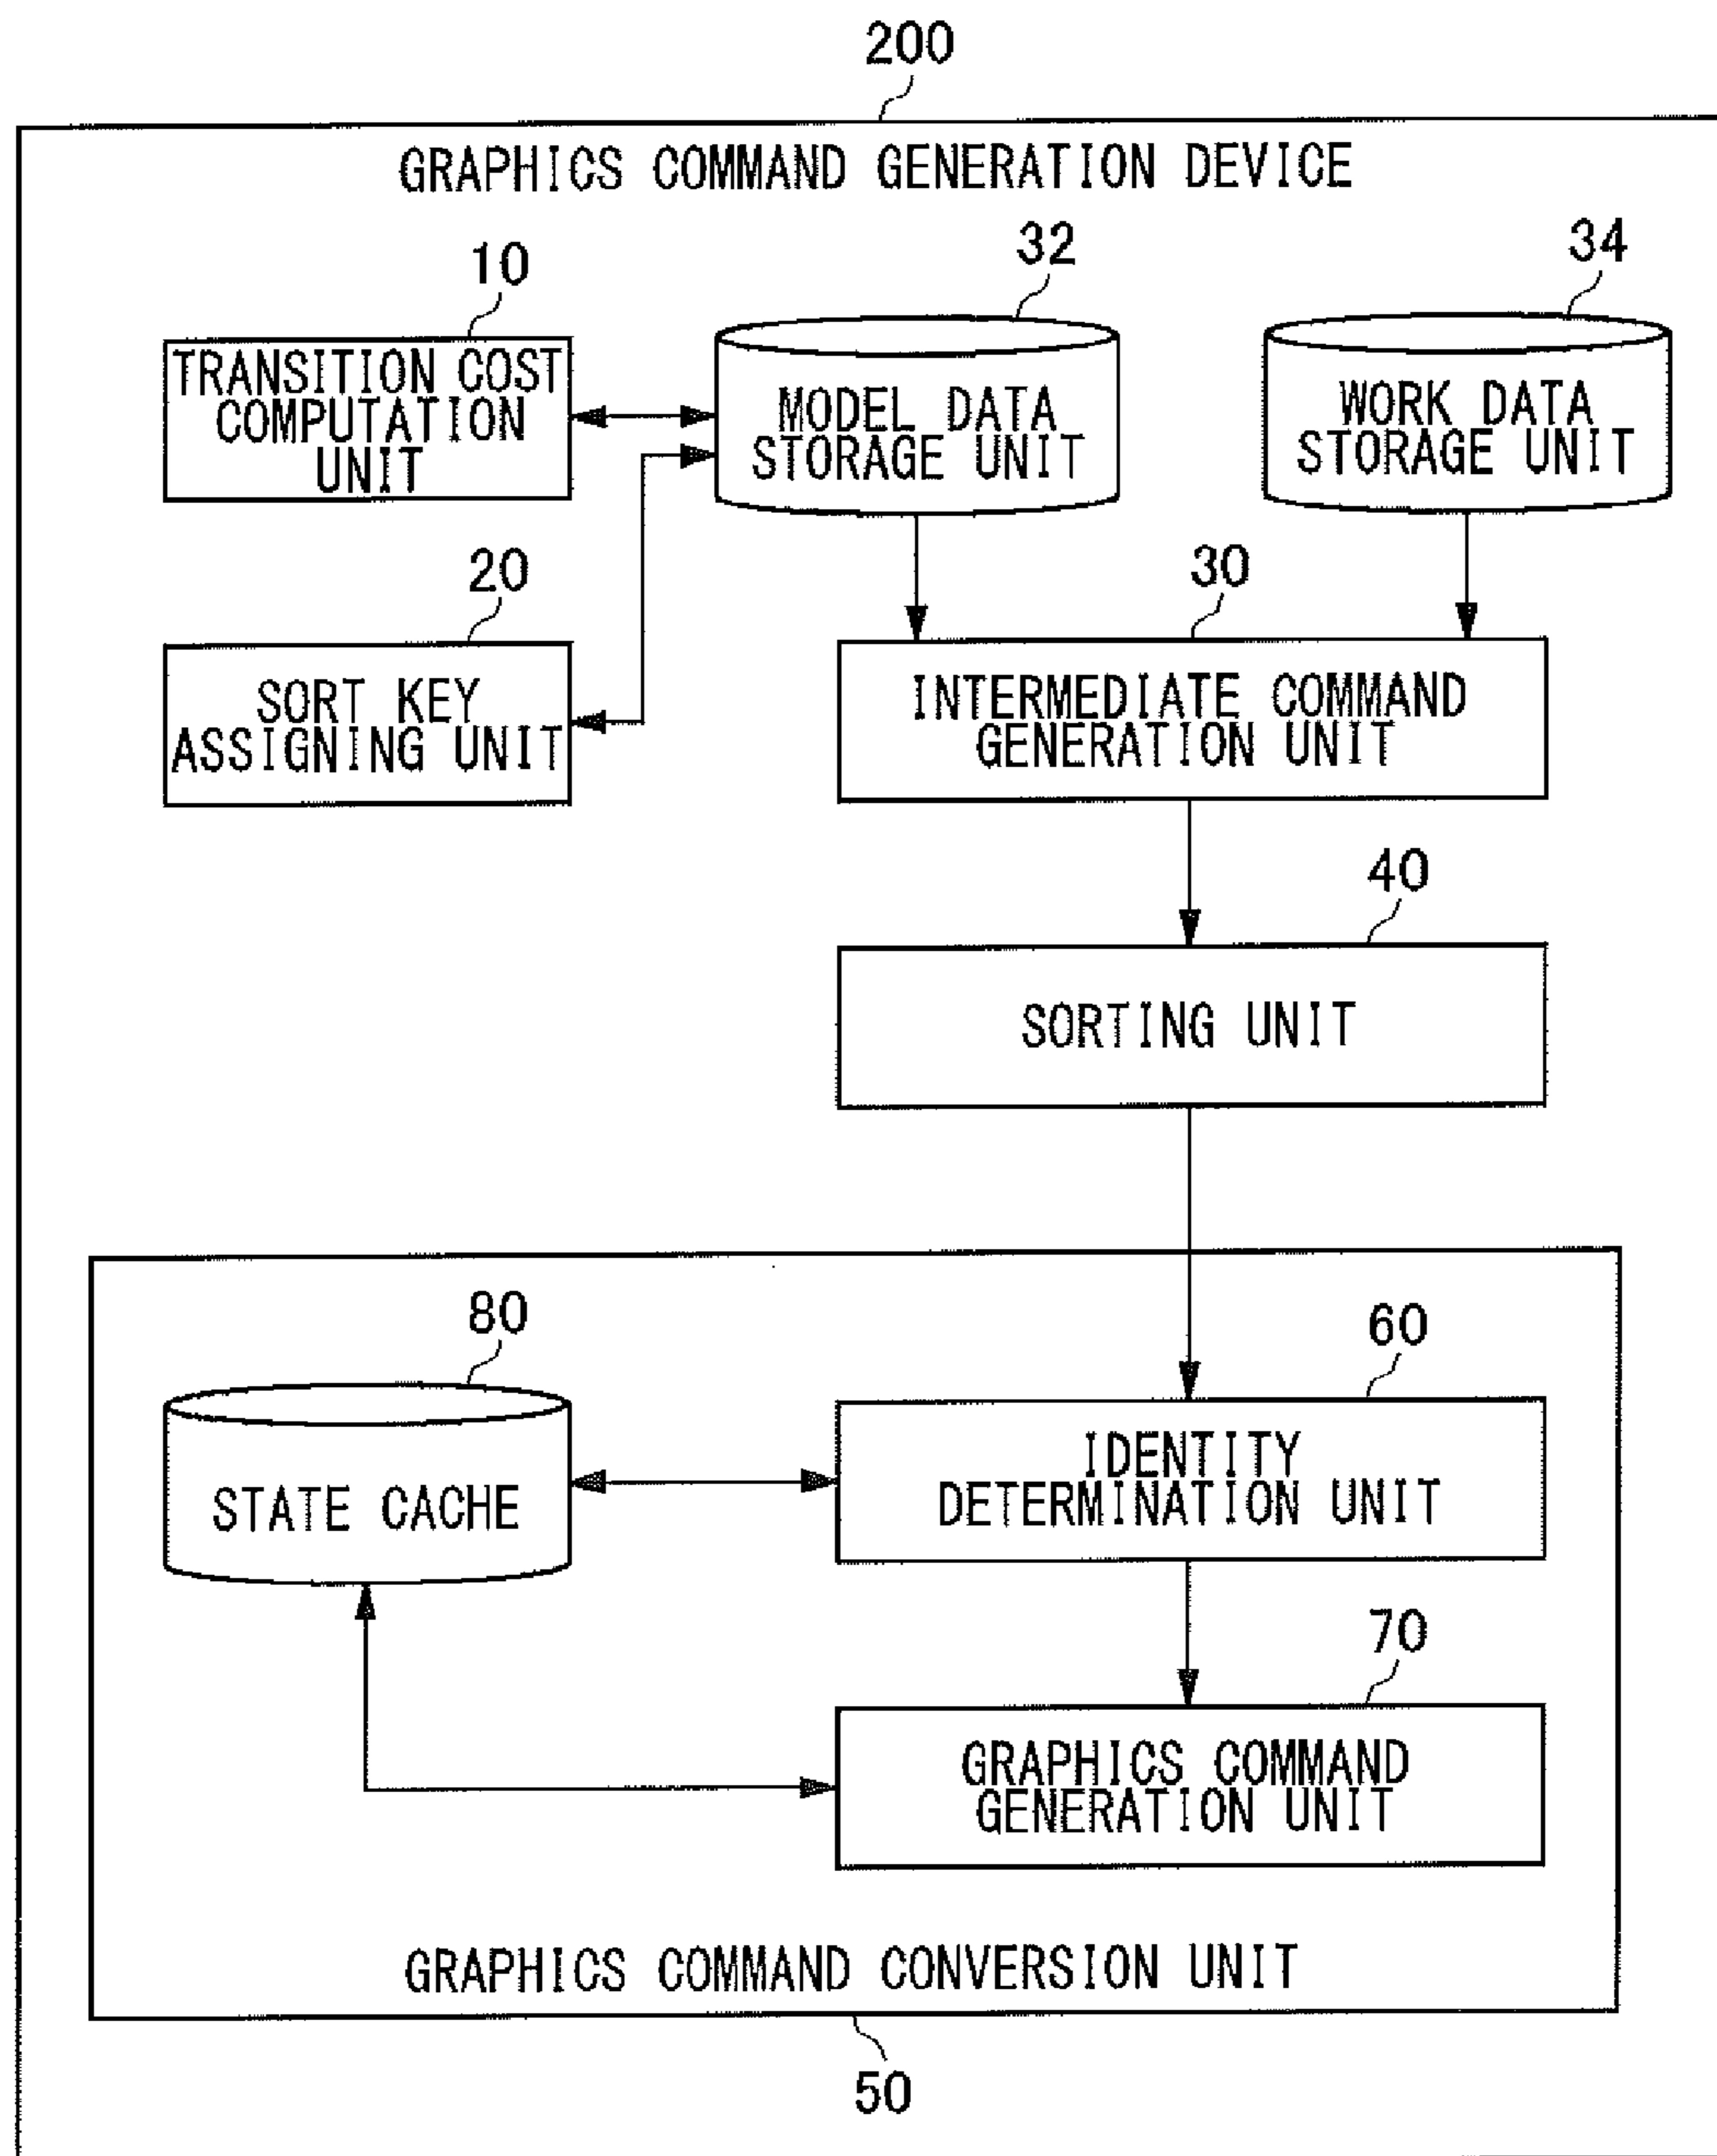 200
GRAPHICS COMMAND GENERATION DEVICE
10
32
34
TRANSITION COST
COMPUTATION
UNIT
MODEL DATA
STORAGE UNIT
WORK DATA
STORAGE UNIT
20
30
SORT KEY
ASSIGNING UNIT
INTERMEDIATE COMMAND
GENERATION UNIT
40
SORTING UNIT
80
60
STATE CACHE
IDENTITY
DETERMINATION UNIT
70
GRAPHICS COMMAND
GENERATION UNIT
GRAPHICS COMMAND CONVERSION UNIT
50